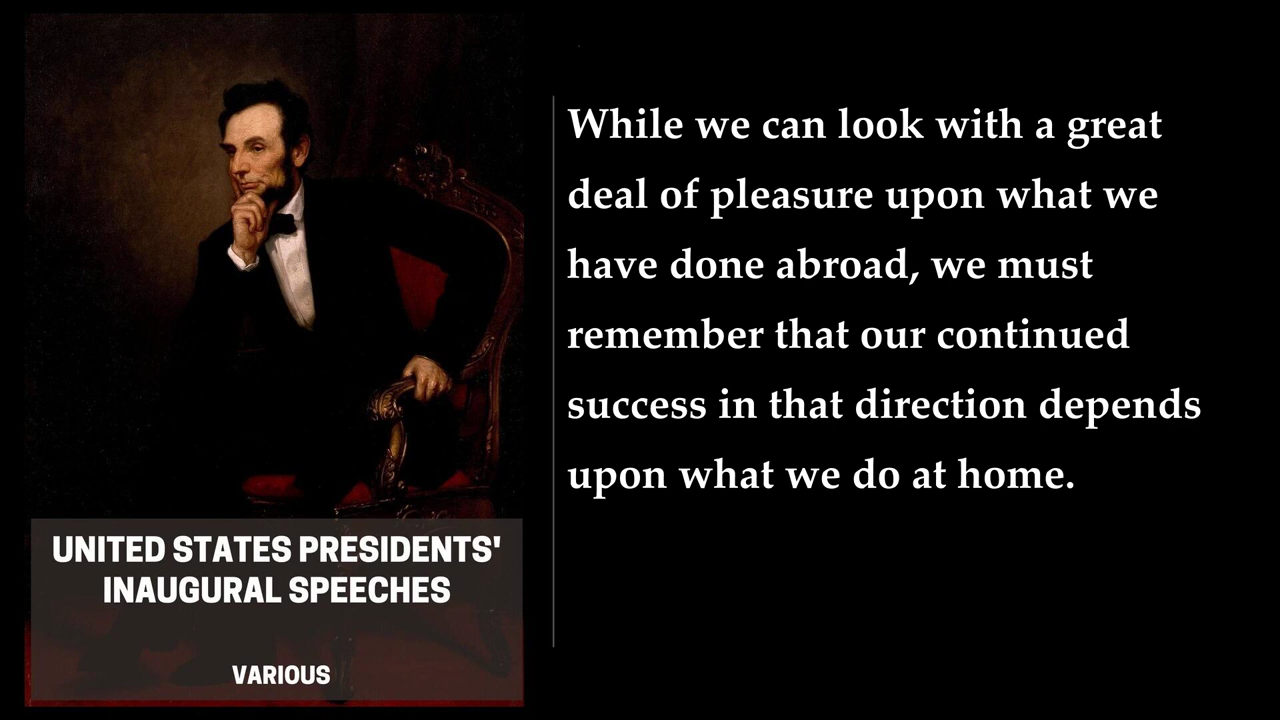 While we can look with a great
deal of pleasure upon what we
have done abroad, we must
remember that our continued
success in that direction depends
upon what we do at home.
UNITED STATES PRESIDENTS'
INAUGURAL SPEECHES
VARIOUS